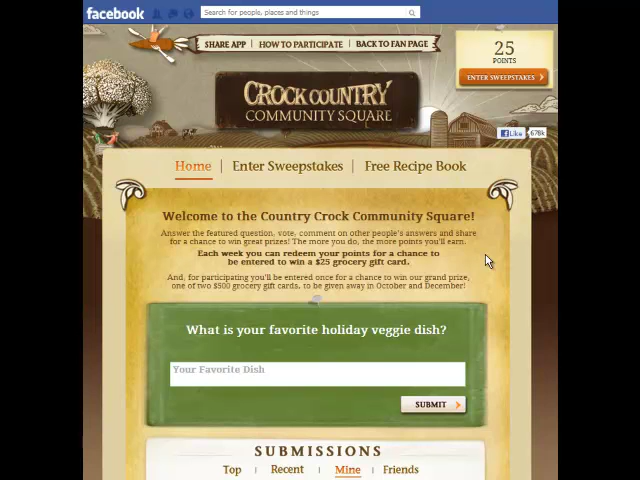 facebook
Search for people, places and things
SHARE APP | HOW TO PARTICIPATE | BACK TO FAN PAGE
25
POINTS
ENTER SWEEPSTAKES
CROCK COUNTRY
COMMUNITY SQUARE
Like 678k
Home | Enter Sweepstakes | Free Recipe Book
Welcome to the Country Crock Community Square!
Answer the featured question, vote, comment on other people's answers and share
for a chance to win great prizes! The more you do, the more points you'll earn.
Each week you can redeem your points for a chance to
be entered to win a $25 grocery gift card.
And, for participating you'll be entered once for a chance to win our grand prize,
one of two $500 grocery gift cards, to be given away in October and December!
What is your favorite holiday veggie dish?
Your Favorite Dish
SUBMIT
SUBMISSIONS
Top | Recent | Mine | Friends